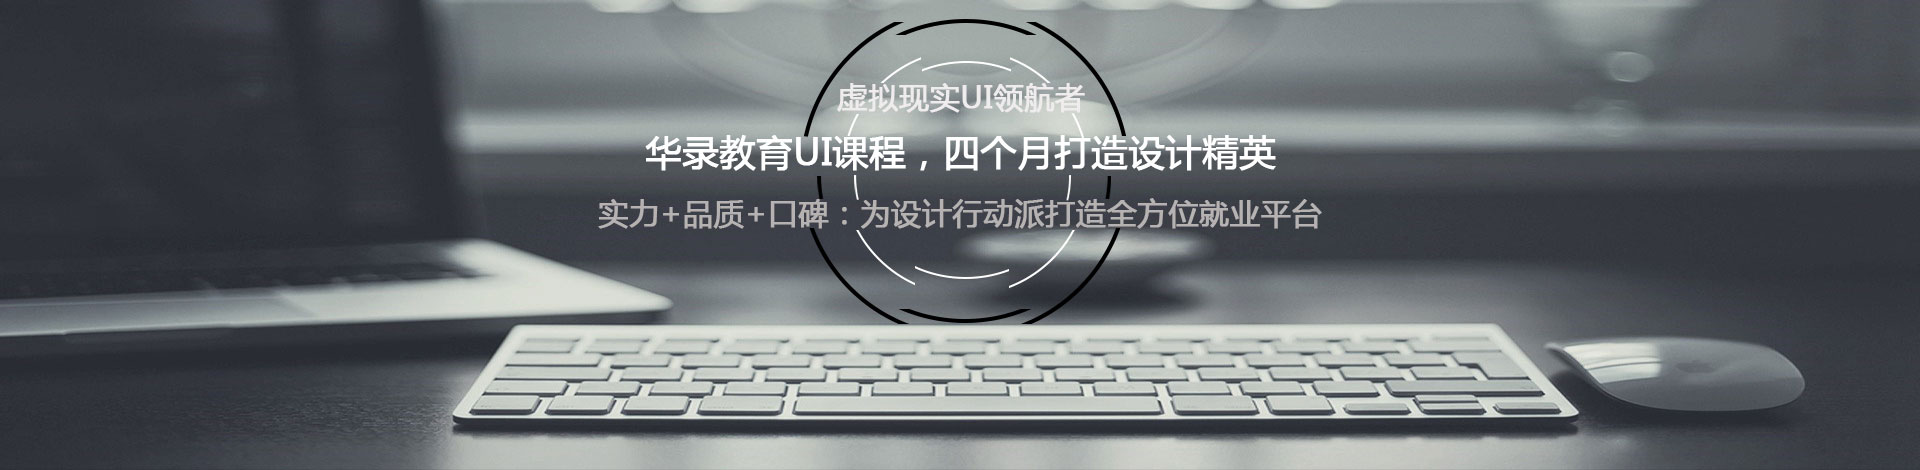 虚拟现实UI领航者
华录教育UI课程，四个月打造设计精英
实力+品质+口碑：为设计行动派打造全方位就业平台